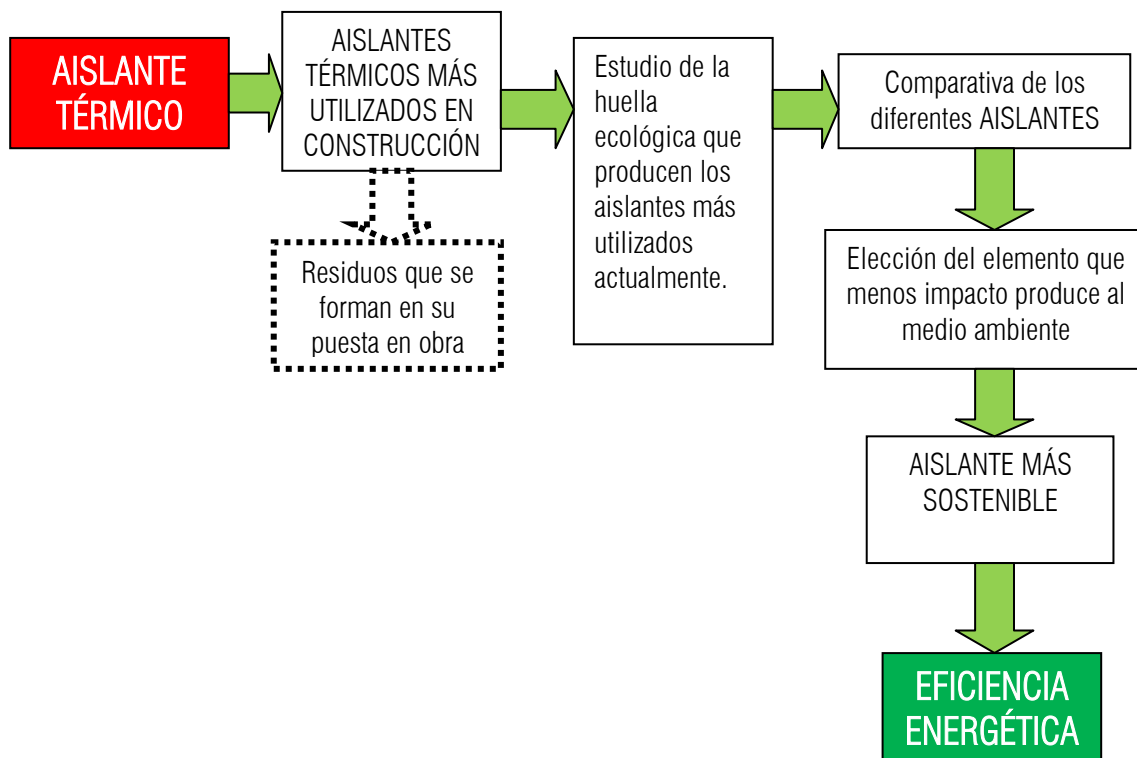 AISLANTE
TÉRMICO
AISLANTES
TÉRMICOS MÁS
UTILIZADOS EN
CONSTRUCCIÓN
Residuos que se
forman en su
puesta en obra
Estudio de la
huella
ecológica que
producen los
aislantes más
utilizados
actualmente.
Comparativa de los
diferentes AISLANTES
Elección del elemento que
menos impacto produce al
medio ambiente
AISLANTE MÁS
SOSTENIBLE
EFICIENCIA
ENERGÉTICA